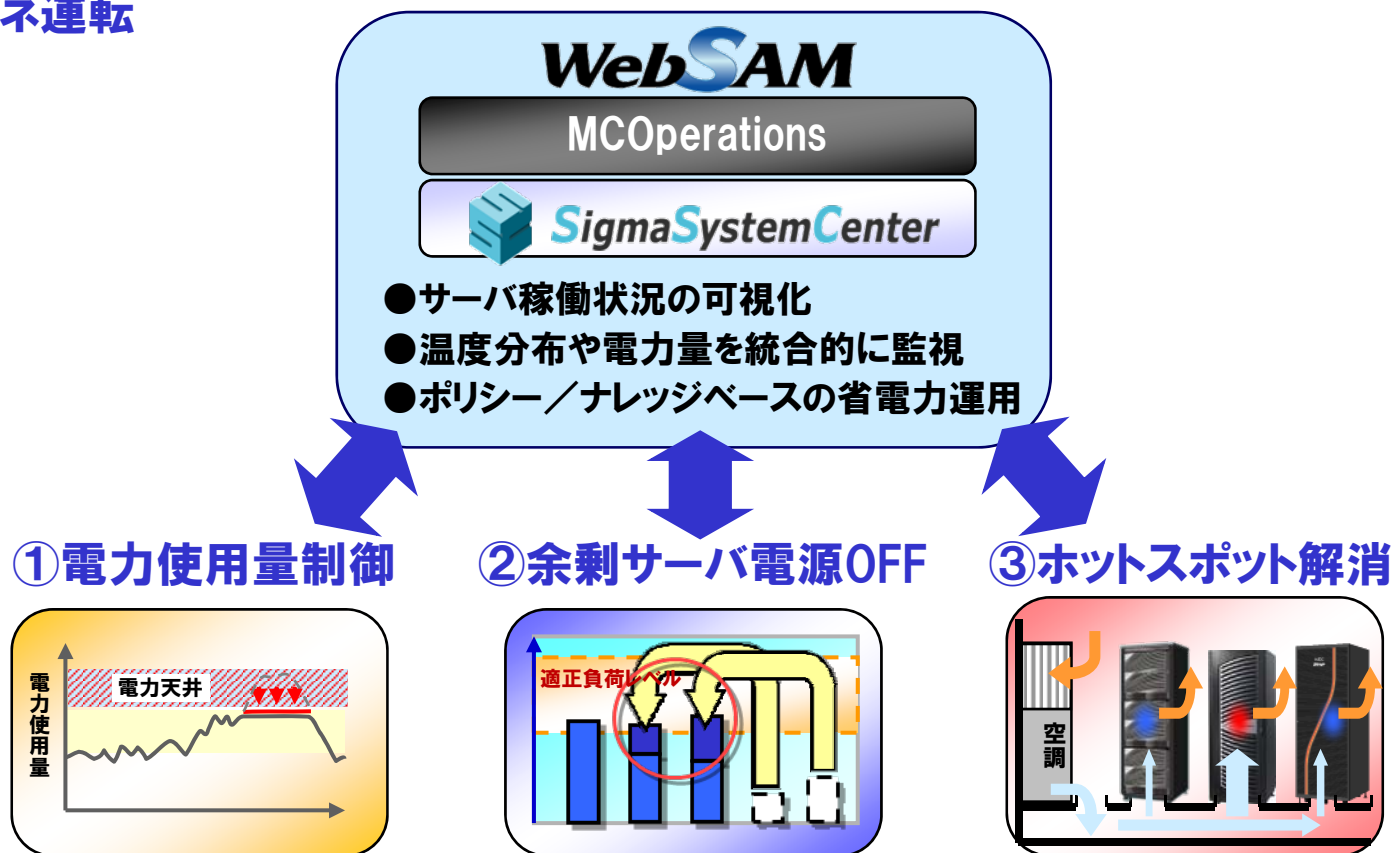 ネ運転
WebSAM
MCOperations
SigmaSystemCenter
●サーバ稼働状況の可視化
●温度分布や電力量を統合的に監視
●ポリシー／ナレッジベースの省電力運用
①電力使用量制御
②余剰サーバ電源OFF
③ホットスポット解消
電力使用量
電力天井
適正負荷レベル
空調